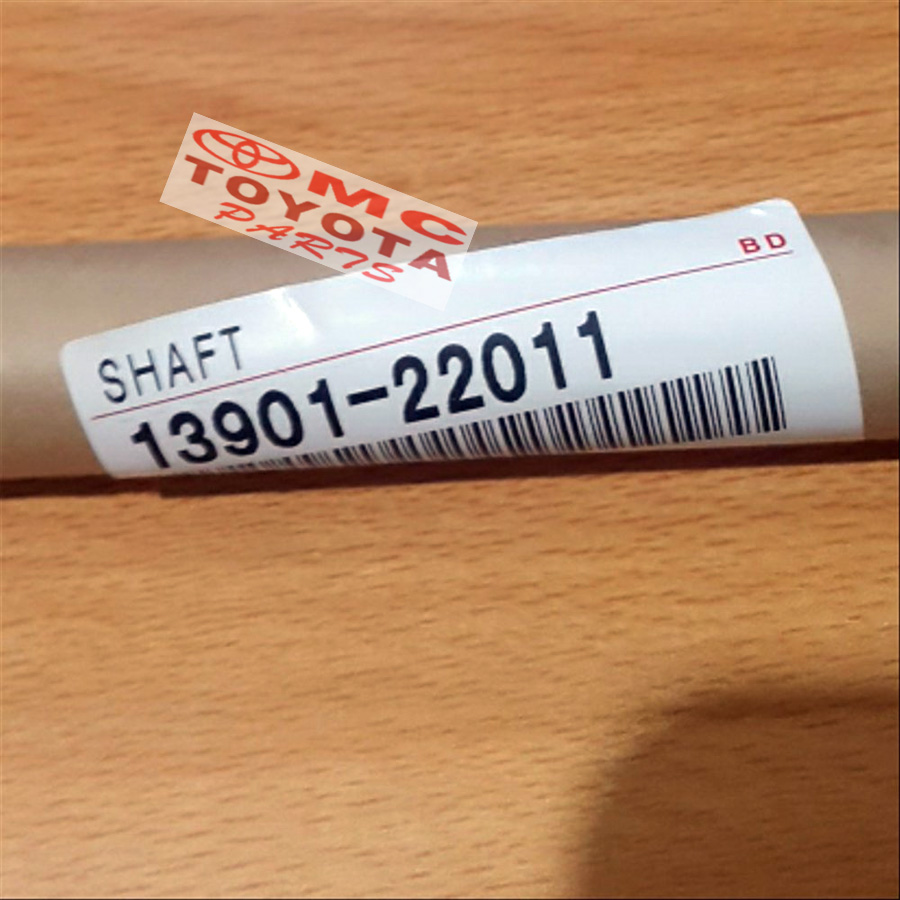 MC
TOYOTA
PARTS
BD
SHAFT
13901-22011